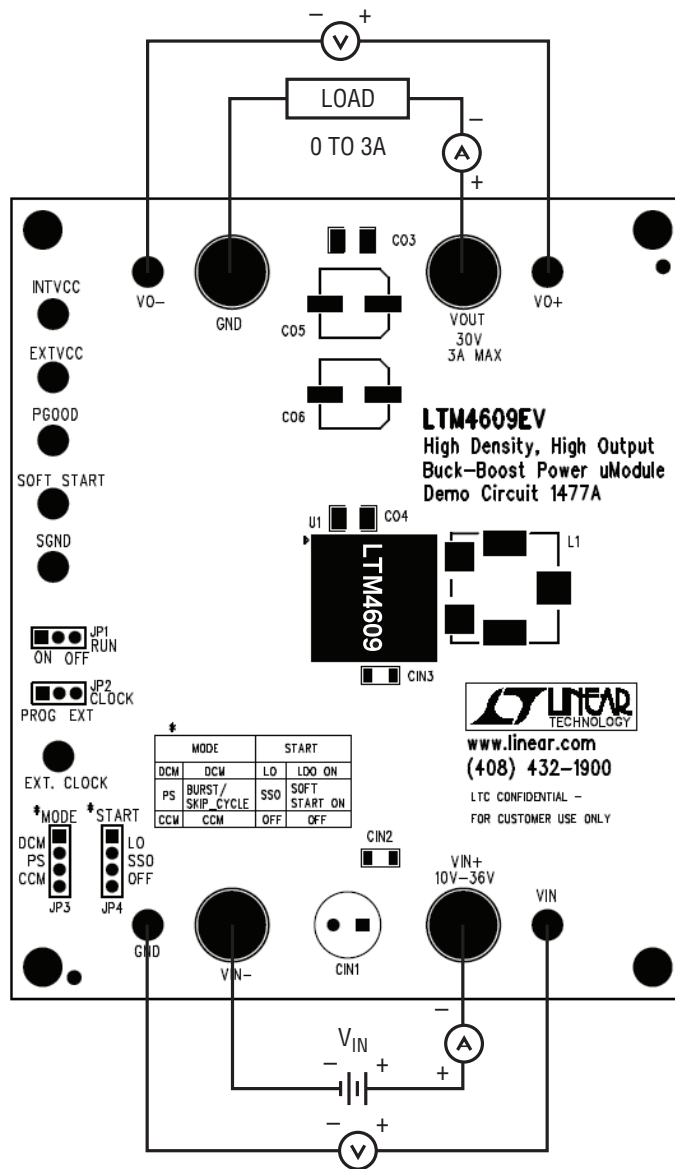 − +
V
LOAD
−
0 TO 3A
A
+
CO3
INTVCC
VO-
GND
VOUT
30V
3A MAX
VO+
CO5
EXTVCC
PGOOD
CO6
LTM4609EV
High Density, High Output
Buck-Boost Power uModule
Demo Circuit 1477A
SOFT START
U1
CO4
L1
SGND
LTM4609
JP1
RUN
ON OFF
CIN3
JP2
CLOCK
PROG EXT
LINEAR
TECHNOLOGY
www.linear.com
(408) 432-1900
LTC CONFIDENTIAL -
FOR CUSTOMER USE ONLY
EXT. CLOCK
*
MODE START
DCM DCM LO LDO ON
PS BURST/ SKIP_CYCLE SSO SOFT START ON
CCM CCM OFF OFF
*MODE *START
DCM LO
PS SSO
CCM OFF
JP3 JP4
CIN2
VIN+
10V-36V
VIN
GND
VIN-
CIN1
−
VIN
A
− +
+
− +
V